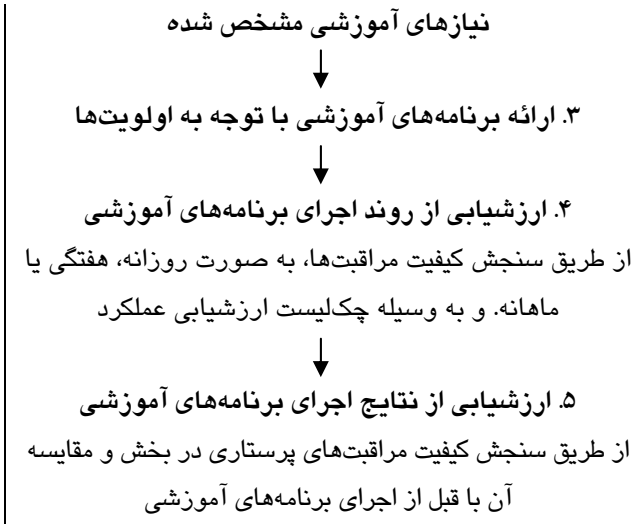 نیازهای آموزشی مشخص شده
۳. ارائه برنامه‌های آموزشی با توجه به اولویت‌ها
۴. ارزشیابی از روند اجرای برنامه‌های آموزشی
از طریق سنجش کیفیت مراقبت‌ها، به صورت روزانه، هفتگی یا
ماهانه. و به وسیله چک‌لیست ارزشیابی عملکرد
۵. ارزشیابی از نتایج اجرای برنامه‌های آموزشی
از طریق سنجش کیفیت مراقبت‌های پرستاری در بخش و مقایسه
آن با قبل از اجرای برنامه‌های آموزشی